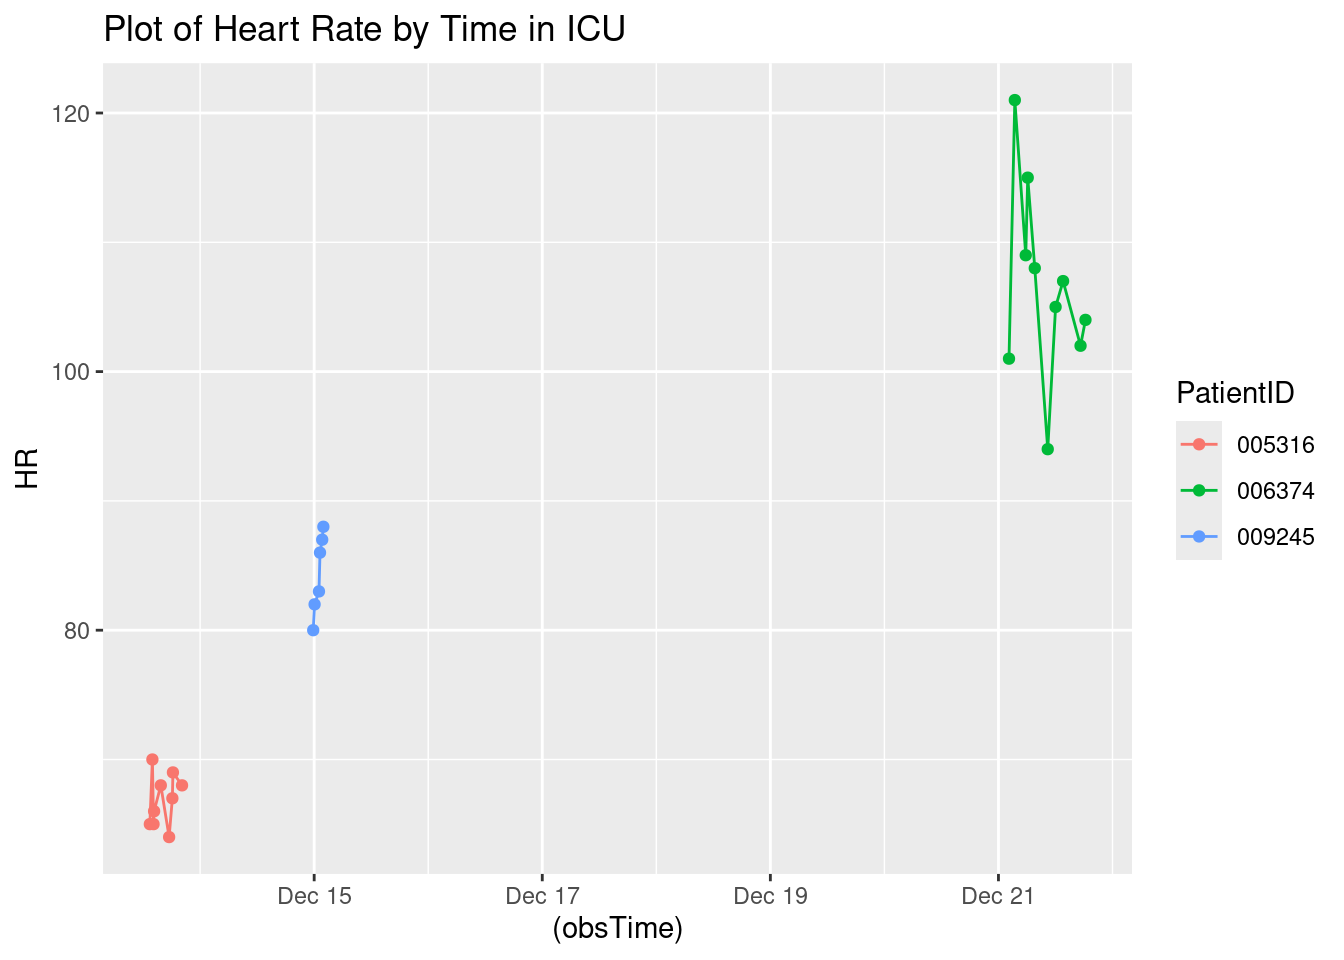 Plot of Heart Rate by Time in ICU
120
100
80
HR
Dec 15
Dec 17
Dec 19
Dec 21
(obsTime)
PatientID
005316
006374
009245